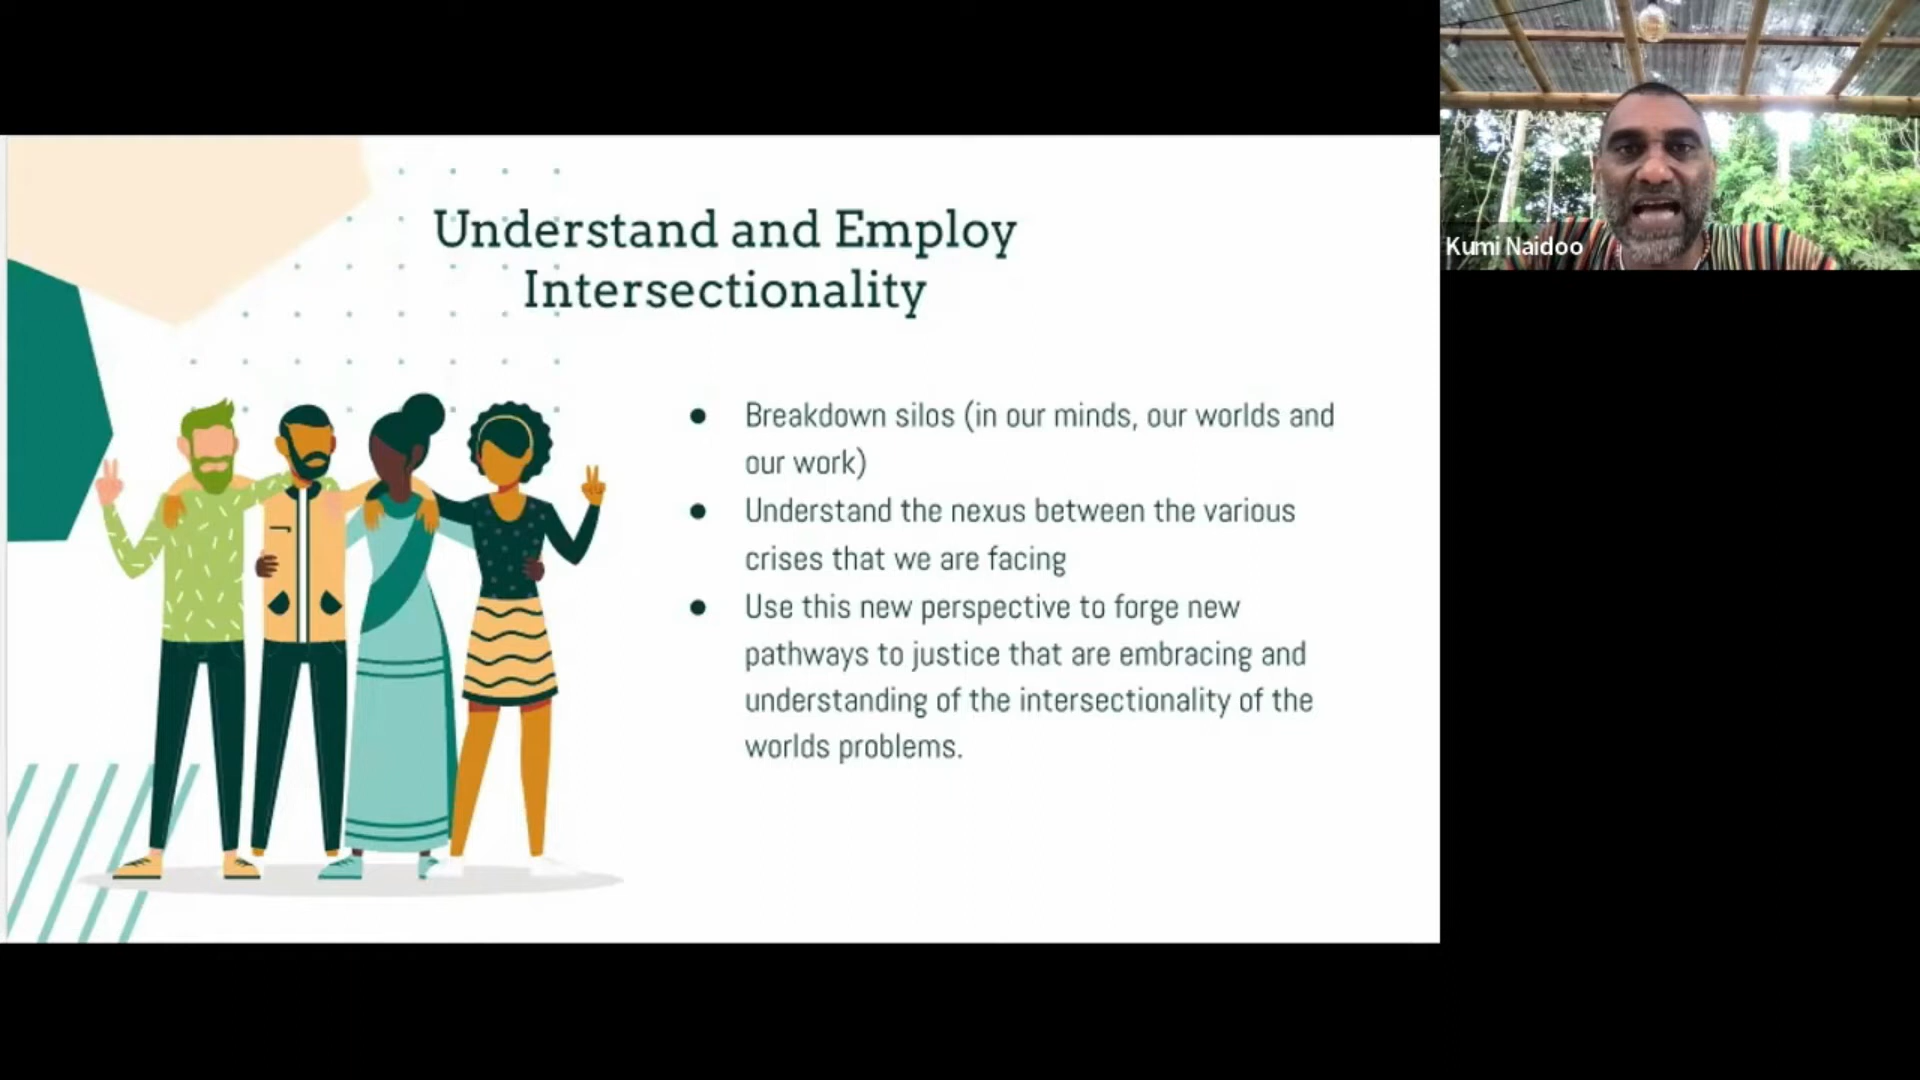 Understand and Employ
Intersectionality
● Breakdown silos (in our minds, our worlds and
our work)
● Understand the nexus between the various
crises that we are facing
● Use this new perspective to forge new
pathways to justice that are embracing and
understanding of the intersectionality of the
worlds problems.
Kumi Naidoo